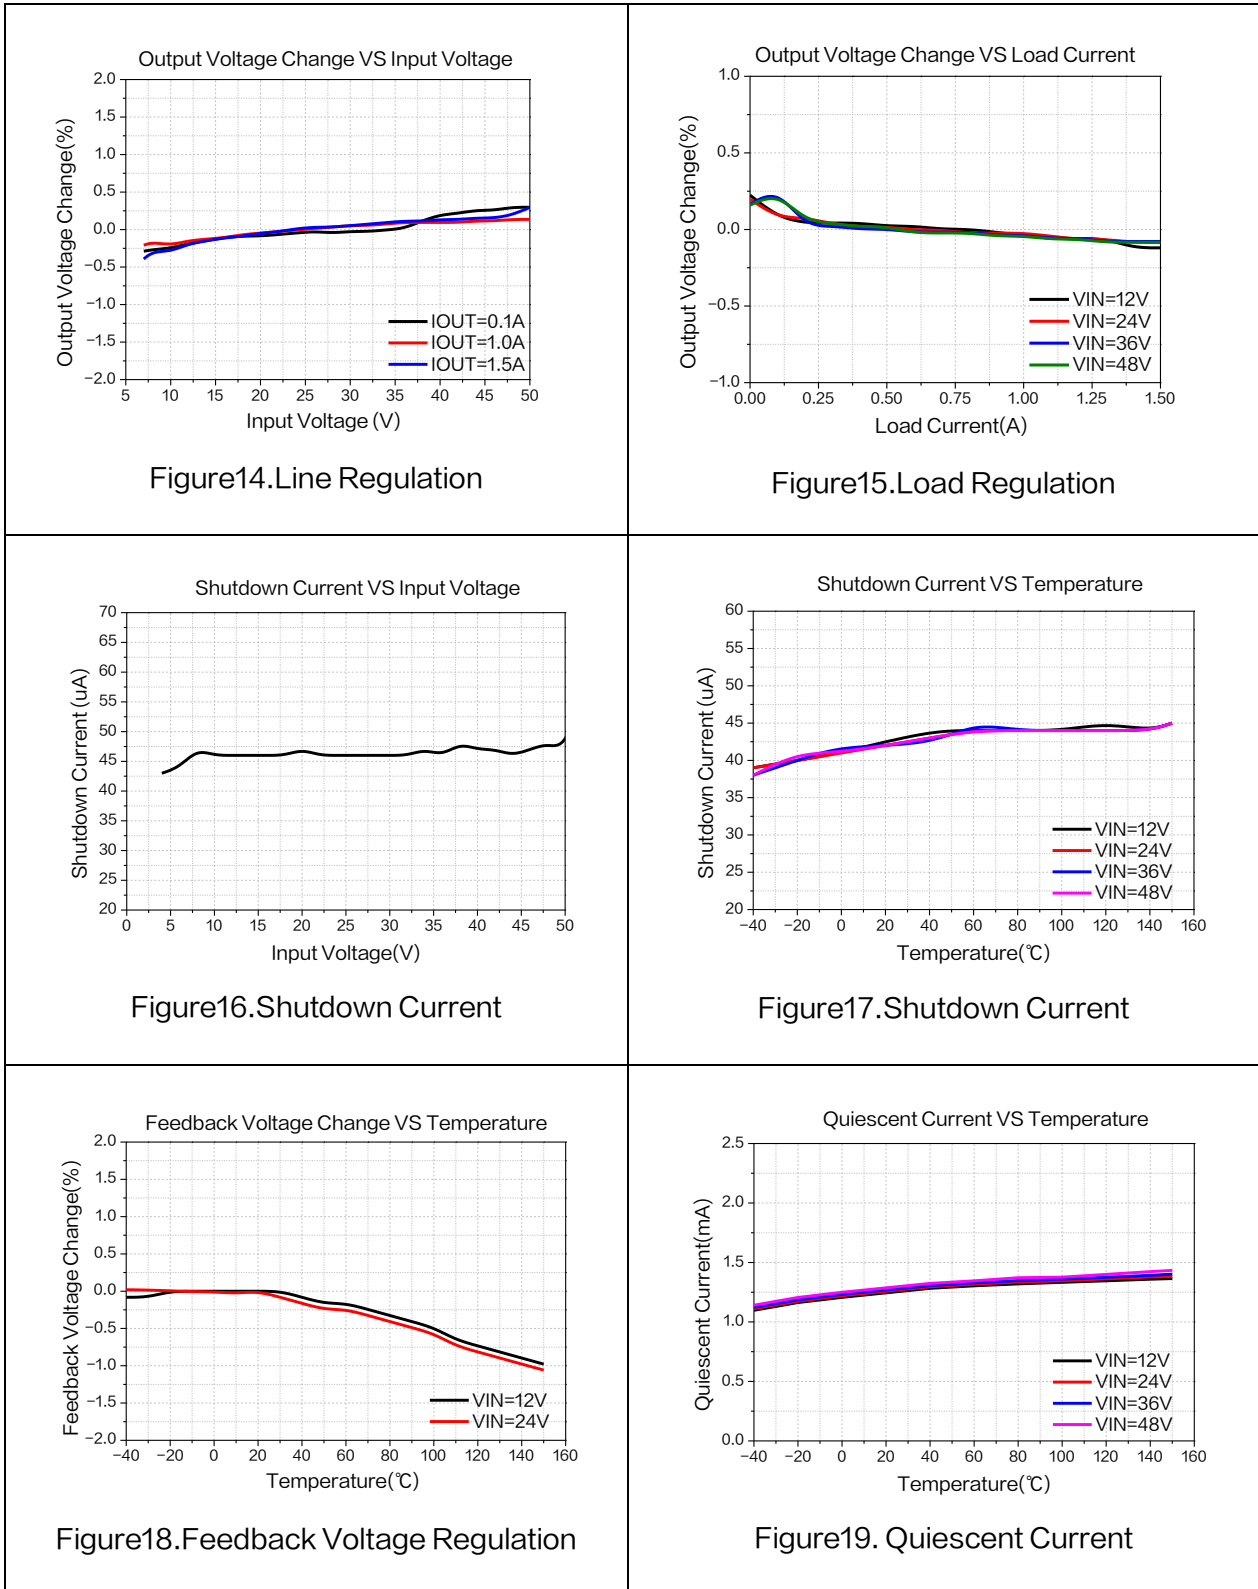 Output Voltage Change VS Input Voltage
Output Voltage Change(%)
2.0
1.5
1.0
0.5
0.0
−0.5
−1.0
−1.5
−2.0
IOUT=0.1A
IOUT=1.0A
IOUT=1.5A
5 10 15 20 25 30 35 40 45 50
Input Voltage (V)
Figure14.Line Regulation
Output Voltage Change VS Load Current
Output Voltage Change(%)
1.0
0.5
0.0
−0.5
−1.0
VIN=12V
VIN=24V
VIN=36V
VIN=48V
0.00 0.25 0.50 0.75 1.00 1.25 1.50
Load Current(A)
Figure15.Load Regulation
Shutdown Current VS Input Voltage
Shutdown Current (uA)
70
65
60
55
50
45
40
35
30
25
20
0 5 10 15 20 25 30 35 40 45 50
Input Voltage(V)
Figure16.Shutdown Current
Shutdown Current VS Temperature
Shutdown Current (uA)
60
55
50
45
40
35
30
25
20
VIN=12V
VIN=24V
VIN=36V
VIN=48V
−40 −20 0 20 40 60 80 100 120 140 160
Temperature(℃)
Figure17.Shutdown Current
Feedback Voltage Change VS Temperature
Feedback Voltage Change(%)
2.0
1.5
1.0
0.5
0.0
−0.5
−1.0
−1.5
−2.0
VIN=12V
VIN=24V
−40 −20 0 20 40 60 80 100 120 140 160
Temperature(℃)
Figure18.Feedback Voltage Regulation
Quiescent Current VS Temperature
Quiescent Current(mA)
2.5
2.0
1.5
1.0
0.5
0.0
VIN=12V
VIN=24V
VIN=36V
VIN=48V
−40 −20 0 20 40 60 80 100 120 140 160
Temperature(℃)
Figure19. Quiescent Current